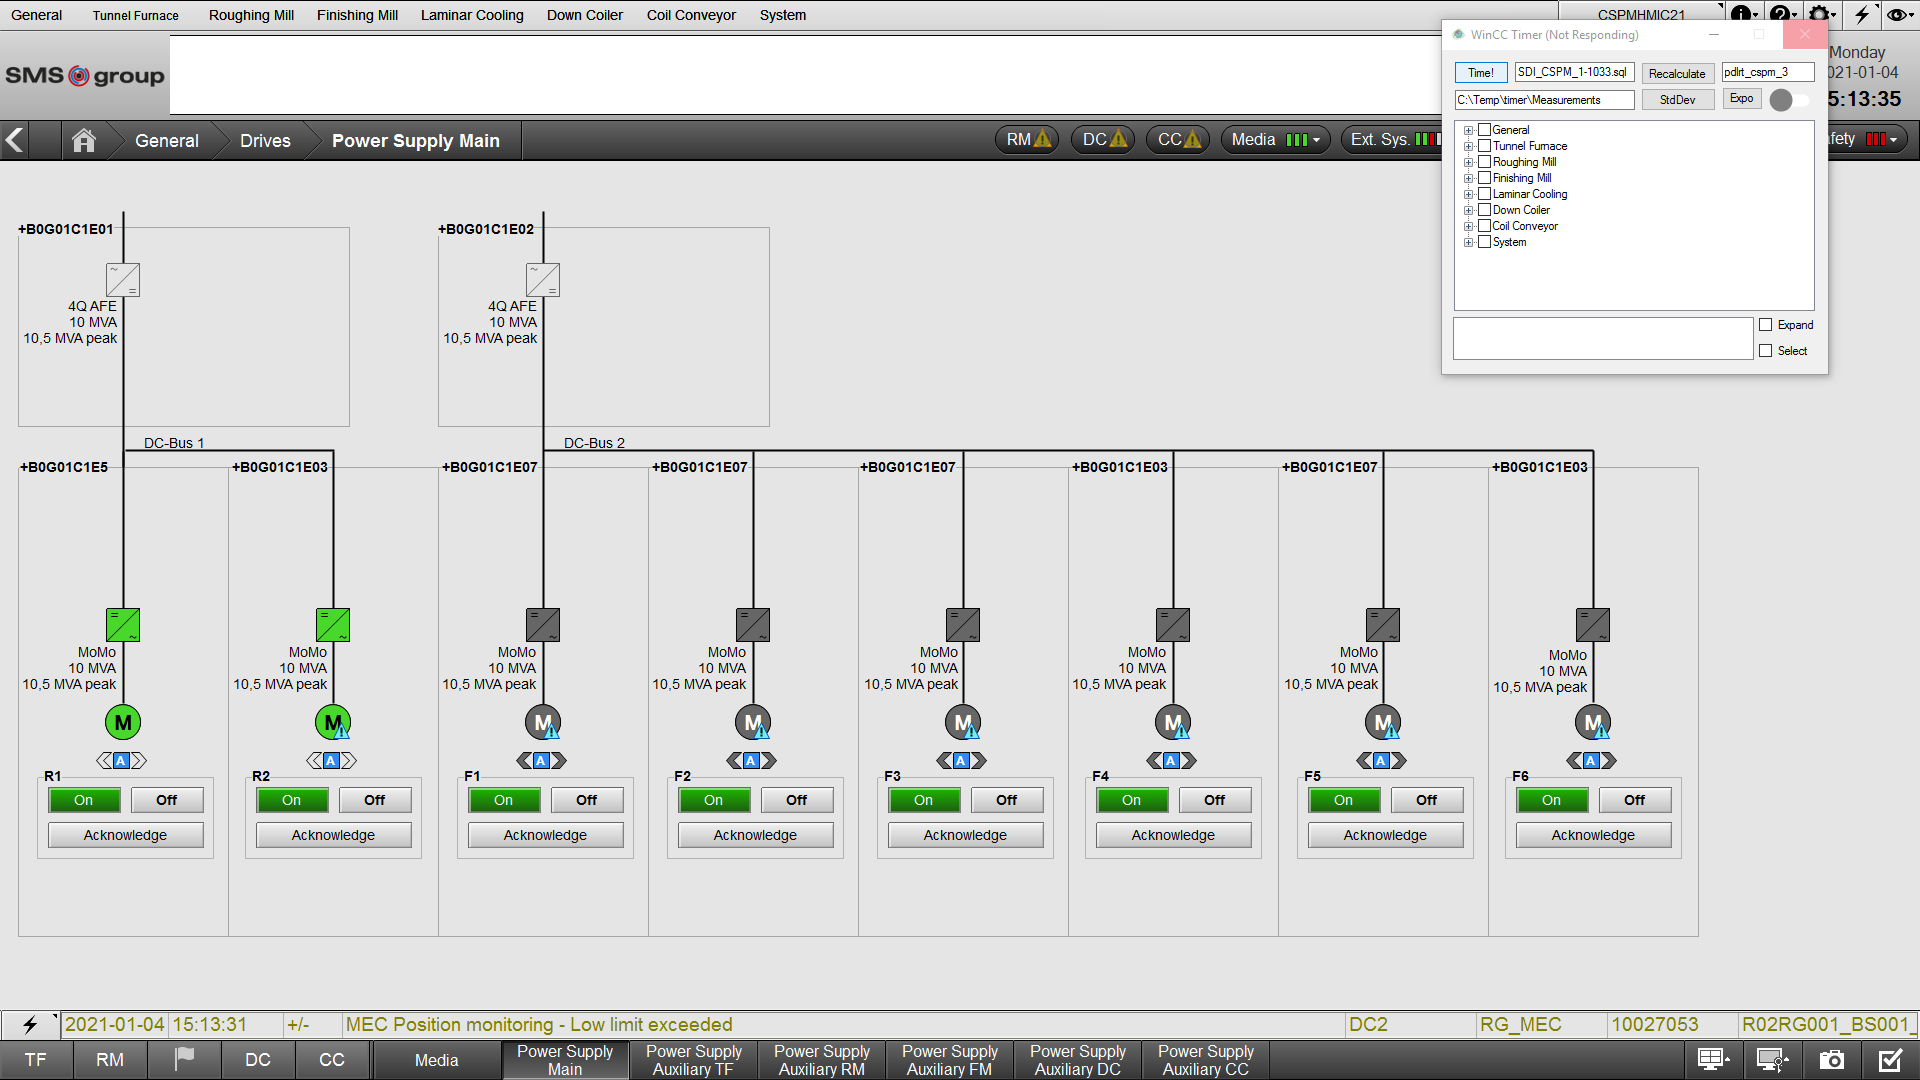 General Tunnel Furnace Roughing Mill Finishing Mill Laminar Cooling Down Coiler Coil Conveyor System CSPMHMIC21
SMS group
Monday
021-01-04
5:13:35
General Drives Power Supply Main RM DC CC Media Ext. Sys. afety
WinCC Timer (Not Responding)
Time! SDI_CSPM_1-1033.sql Recalculate pdlrt_cspm_3
C:\Temp\timer\Measurements StdDev Expo
General
Tunnel Furnace
Roughing Mill
Finishing Mill
Laminar Cooling
Down Coiler
Coil Conveyor
System
Expand
Select
+B0G01C1E01 +B0G01C1E02
4Q AFE 4Q AFE
10 MVA 10 MVA
10,5 MVA peak 10,5 MVA peak
DC-Bus 1 DC-Bus 2
+B0G01C1E5 +B0G01C1E03 +B0G01C1E07 +B0G01C1E07 +B0G01C1E07 +B0G01C1E03 +B0G01C1E07 +B0G01C1E03
MoMo MoMo MoMo MoMo MoMo MoMo MoMo MoMo
10 MVA 10 MVA 10 MVA 10 MVA 10 MVA 10 MVA 10 MVA 10 MVA
10,5 MVA peak 10,5 MVA peak 10,5 MVA peak 10,5 MVA peak 10,5 MVA peak 10,5 MVA peak 10,5 MVA peak 10,5 MVA peak
M M M M M M M M
A A A A A A A A
R1 R2 F1 F2 F3 F4 F5 F6
On Off On Off On Off On Off On Off On Off On Off On Off
Acknowledge Acknowledge Acknowledge Acknowledge Acknowledge Acknowledge Acknowledge Acknowledge
2021-01-04 15:13:31 +/- MEC Position monitoring - Low limit exceeded DC2 RG_MEC 10027053 R02RG001_BS001_
TF RM DC CC Media Power Supply Main Power Supply Auxiliary TF Power Supply Auxiliary RM Power Supply Auxiliary FM Power Supply Auxiliary DC Power Supply Auxiliary CC